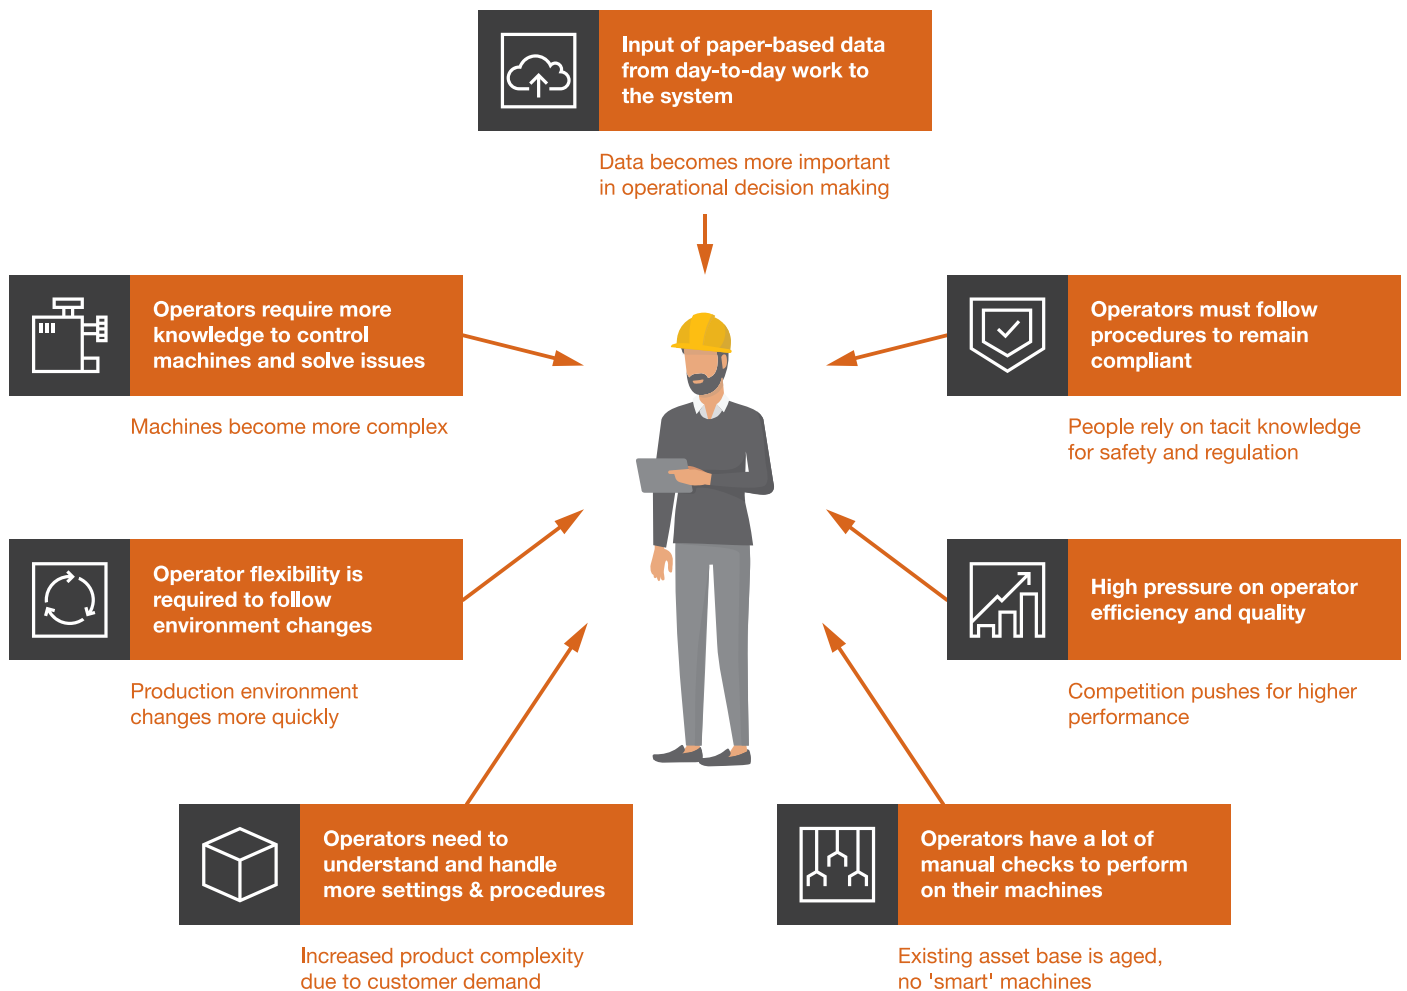 Input of paper-based data
from day-to-day work to
the system
Data becomes more important
in operational decision making
Operators require more
knowledge to control
machines and solve issues
Machines become more complex
Operators must follow
procedures to remain
compliant
People rely on tacit knowledge
for safety and regulation
Operator flexibility is
required to follow
environment changes
Production environment
changes more quickly
High pressure on operator
efficiency and quality
Competition pushes for higher
performance
Operators need to
understand and handle
more settings & procedures
Increased product complexity
due to customer demand
Operators have a lot of
manual checks to perform
on their machines
Existing asset base is aged,
no 'smart' machines